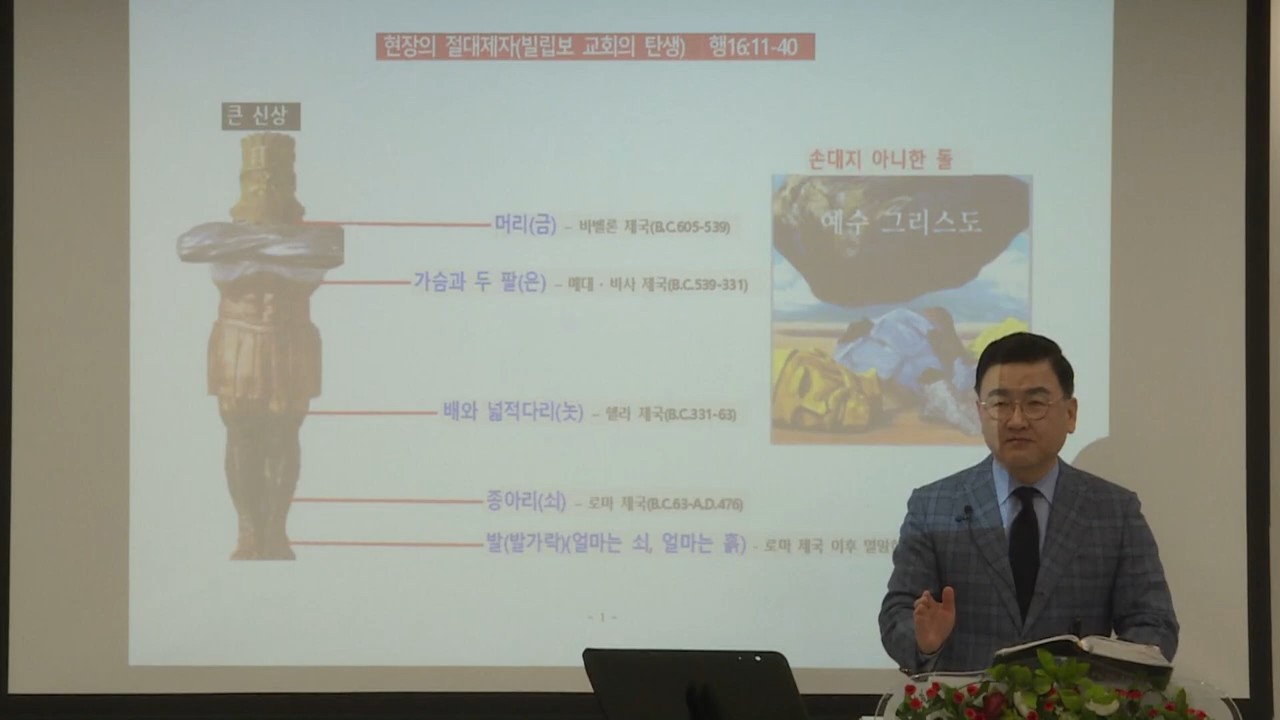 현장의 절대제자(빌립보 교회의 탄생) 행16:11-40
큰 신상
손대지 아니한 돌
예수 그리스도
머리(금) - 바벨론 제국(B.C.605-539)
가슴과 두 팔(은) - 메대·바사 제국(B.C.539-331)
배와 넓적다리(놋) - 헬라 제국(B.C.331-63)
종아리(쇠) - 로마 제국(B.C.63-A.D.476)
발(발가락)(얼마는 쇠, 얼마는 흙) - 로마 제국 이후
- 1 -